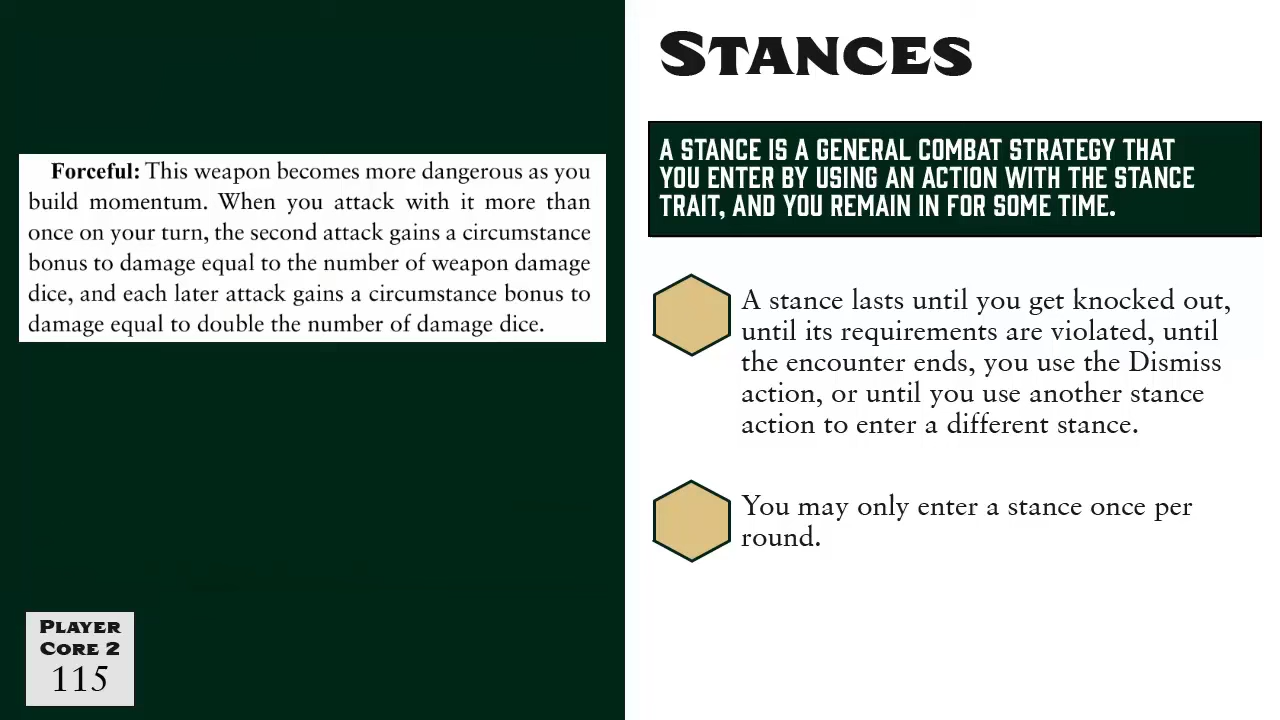 Forceful: This weapon becomes more dangerous as you
build momentum. When you attack with it more than
once on your turn, the second attack gains a circumstance
bonus to damage equal to the number of weapon damage
dice, and each later attack gains a circumstance bonus to
damage equal to double the number of damage dice.
PLAYER
CORE 2
115
STANCES
A STANCE IS A GENERAL COMBAT STRATEGY THAT
YOU ENTER BY USING AN ACTION WITH THE STANCE
TRAIT, AND YOU REMAIN IN FOR SOME TIME.
A stance lasts until you get knocked out,
until its requirements are violated, until
the encounter ends, you use the Dismiss
action, or until you use another stance
action to enter a different stance.
You may only enter a stance once per
round.